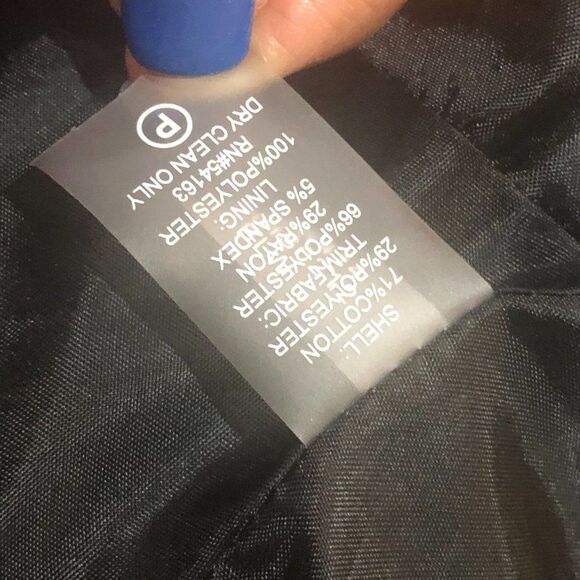 SHELL:
71%COTTON
29%POLYESTER
TRIM FABRIC:
66%POLYESTER
29%RAYON
5% SPANDEX
LINING:
100%POLYESTER
RN#54163
DRY CLEAN ONLY
P